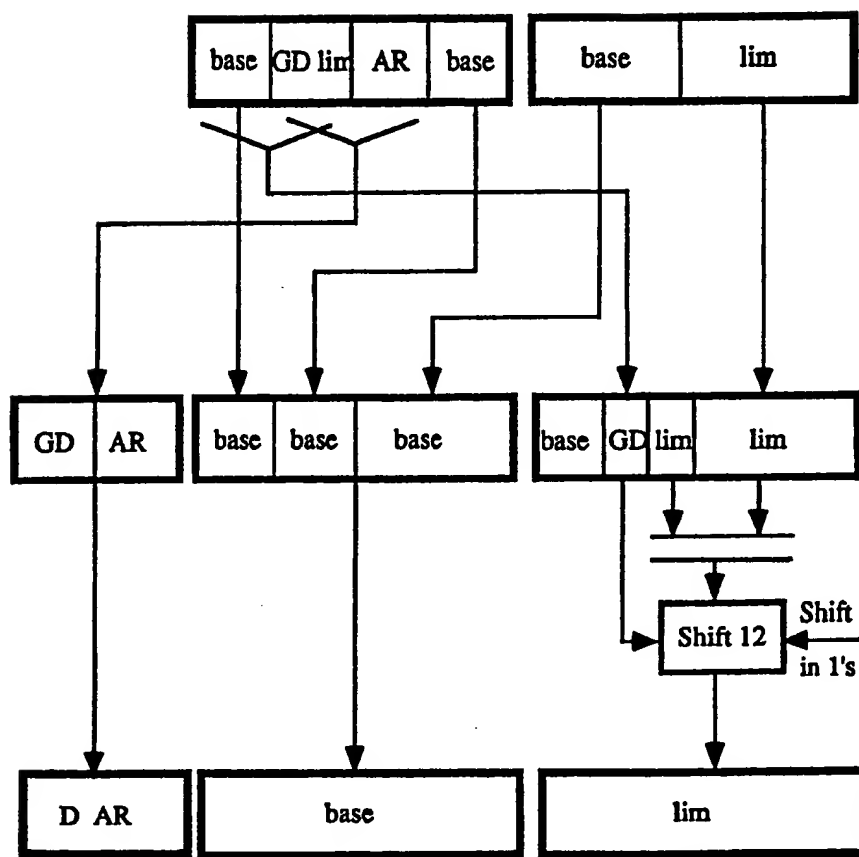 base GD lim AR base base lim
GD AR base base base base GD lim lim
Shift 12 Shift
in 1's
D AR base lim